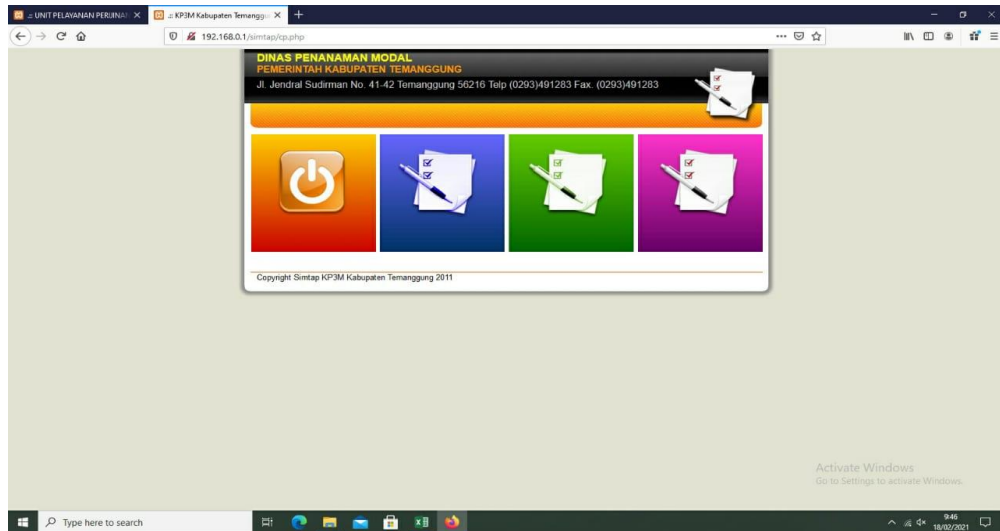 .:: UNIT PELAYANAN PERIJINAN
.:: KP3M Kabupaten Temanggu
192.168.0.1/simtap/cp.php
DINAS PENANAMAN MODAL
PEMERINTAH KABUPATEN TEMANGGUNG
Jl. Jendral Sudirman No. 41-42 Temanggung 56216 Telp (0293)491283 Fax. (0293)491283
Copyright Simtap KP3M Kabupaten Temanggung 2011
Activate Windows
Go to Settings to activate Windows.
Type here to search
9:46
18/02/2021